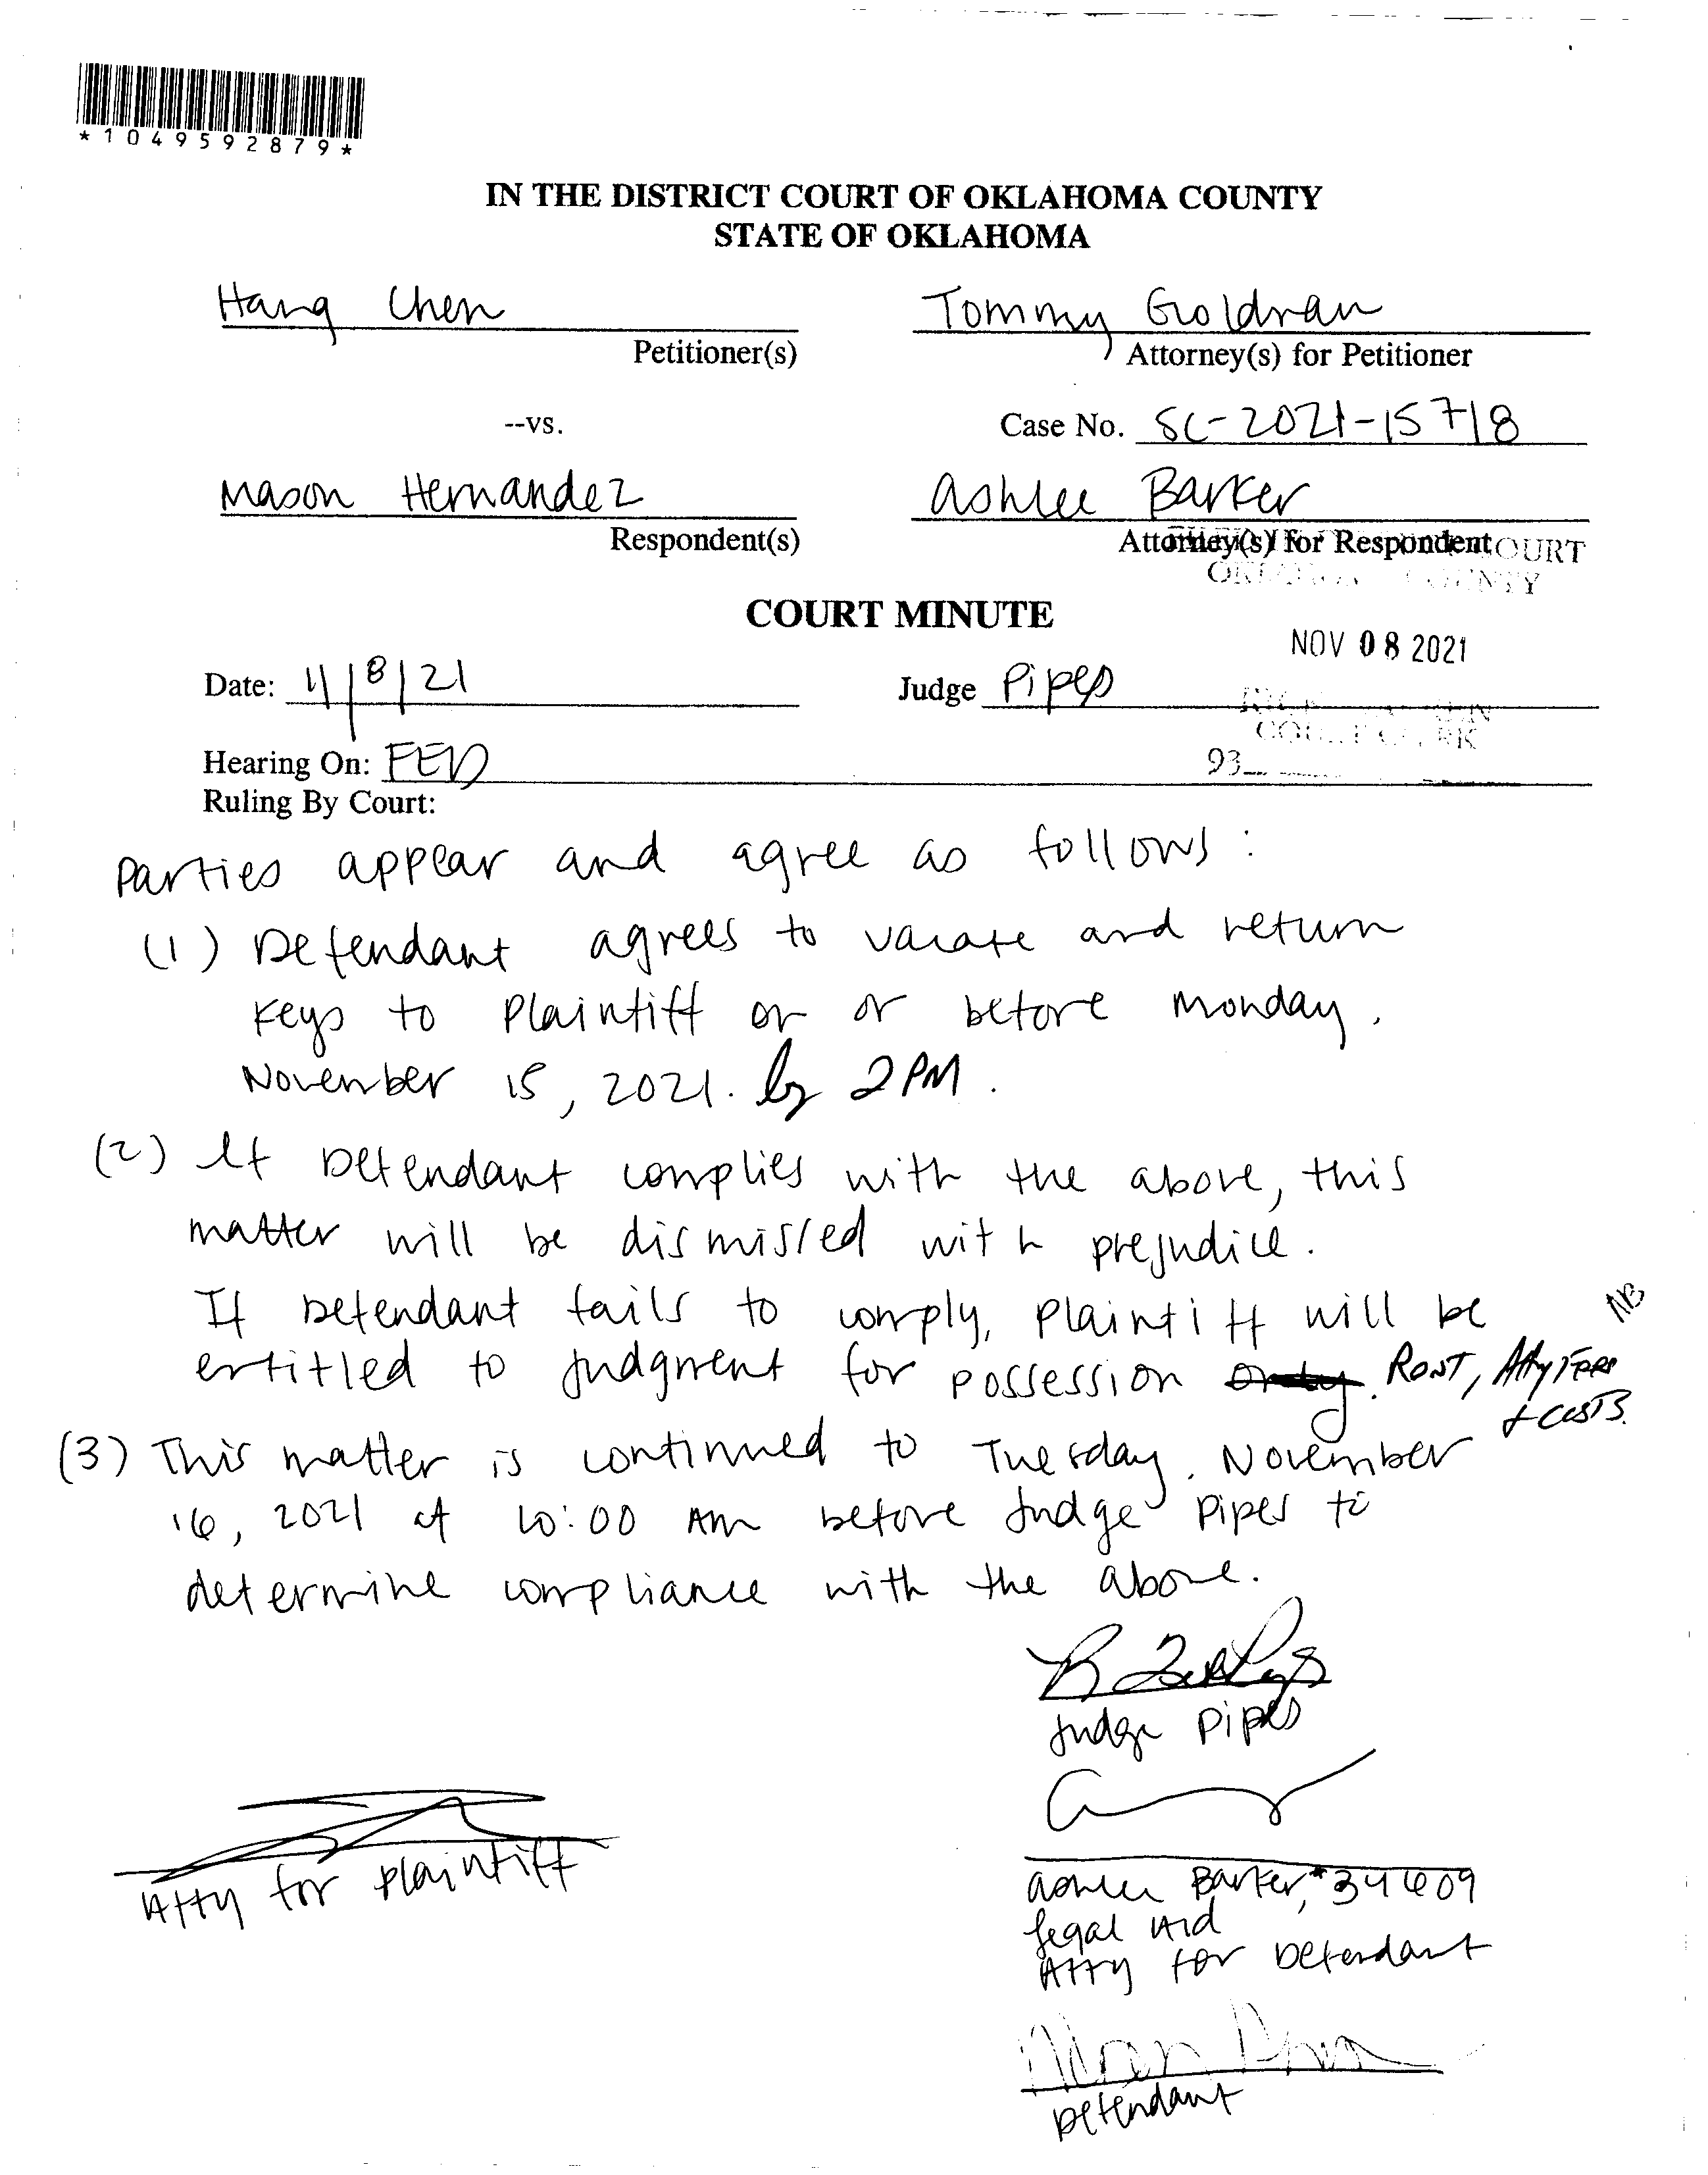 *1049592879*
IN THE DISTRICT COURT OF OKLAHOMA COUNTY
STATE OF OKLAHOMA
Hang Chen
Petitioner(s)
Tommy Goldman
Attorney(s) for Petitioner
--vs.
Case No. SC-2021-15718
Mason Hernandez
Respondent(s)
Ashlee Barker
Attorney(s) for Respondent
COURT
COUNTY
COURT MINUTE
NOV 08 2021
Date: 11/8/21
Judge Pipes
COURT CLERK
Hearing On: FED
93
Ruling By Court:
Parties appear and agree as follows:
(1) Defendant agrees to vacate and return
keys to Plaintiff on or before Monday,
November 15, 2021. by 2PM.
(2) If Defendant complies with the above, this
matter will be dismissed with prejudice.
If Defendant fails to comply, Plaintiff will be
entitled to judgment for possession only. RENT, Atty FEES
+ COSTS.
(3) This matter is continued to Tuesday, November
16, 2021 at 10:00 AM before Judge Pipes to
determine compliance with the above.
Judge Pipes
Atty for Plaintiff
Ashlee Barker, #34609
Legal Aid
Atty for Defendant
Defendant